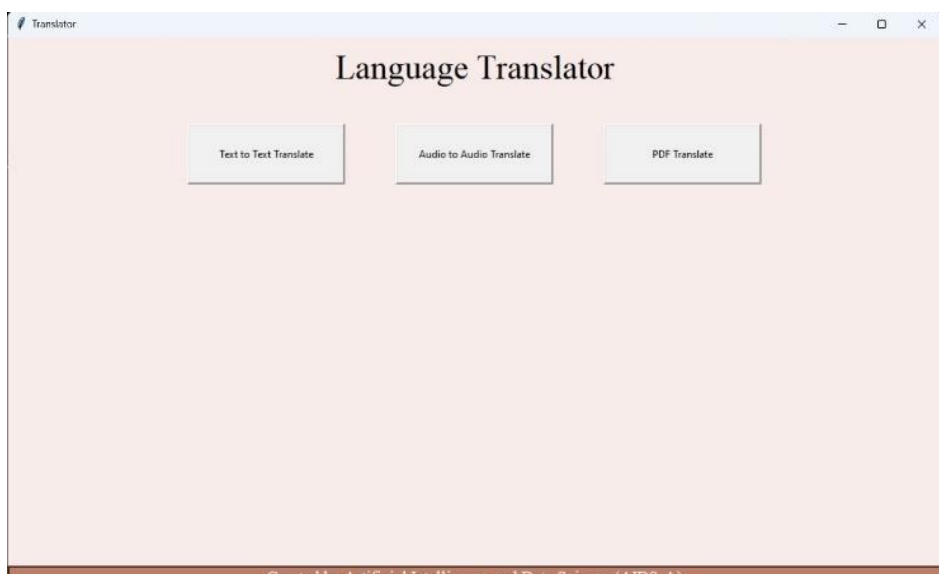 Translator
Language Translator
Text to Text Translate
Audio to Audio Translate
PDF Translate